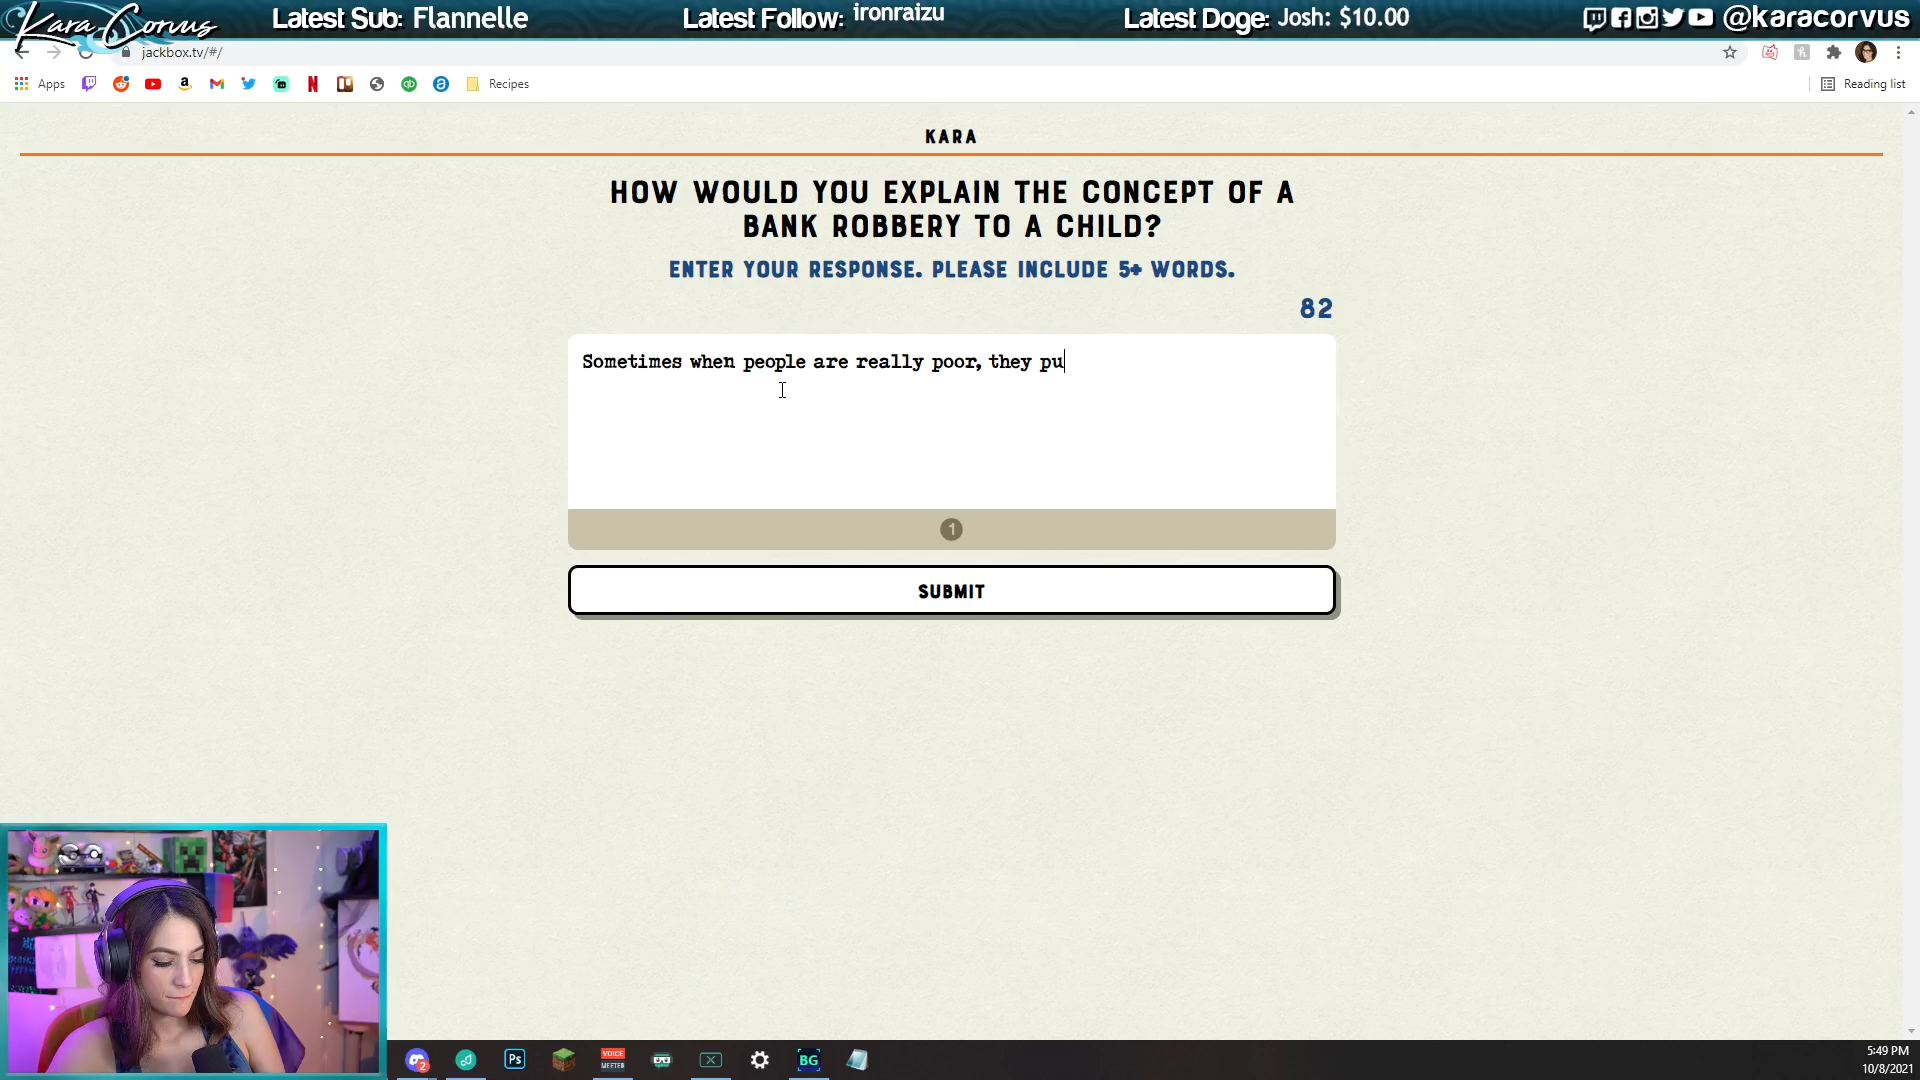 Kara Corvus
Latest Sub: Flannelle
Latest Follow: ironraizu
Latest Doge: Josh: $10.00
@karacorvus
jackbox.tv/#/
Apps
Recipes
Reading list
KARA
HOW WOULD YOU EXPLAIN THE CONCEPT OF A
BANK ROBBERY TO A CHILD?
ENTER YOUR RESPONSE. PLEASE INCLUDE 5+ WORDS.
82
Sometimes when people are really poor, they pu
1
SUBMIT
2
Ps
VOICE
MEETER
BG
5:49 PM
10/8/2021